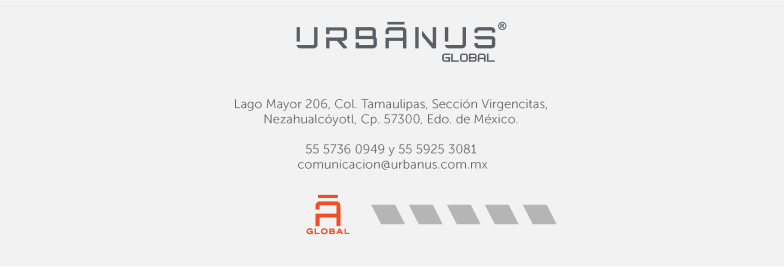 URBĀNUS®
GLOBAL
Lago Mayor 206, Col. Tamaulipas, Sección Virgencitas,
Nezahualcóyotl, Cp. 57300, Edo. de México.
55 5736 0949 y 55 5925 3081
comunicacion@urbanus.com.mx
Ā
GLOBAL